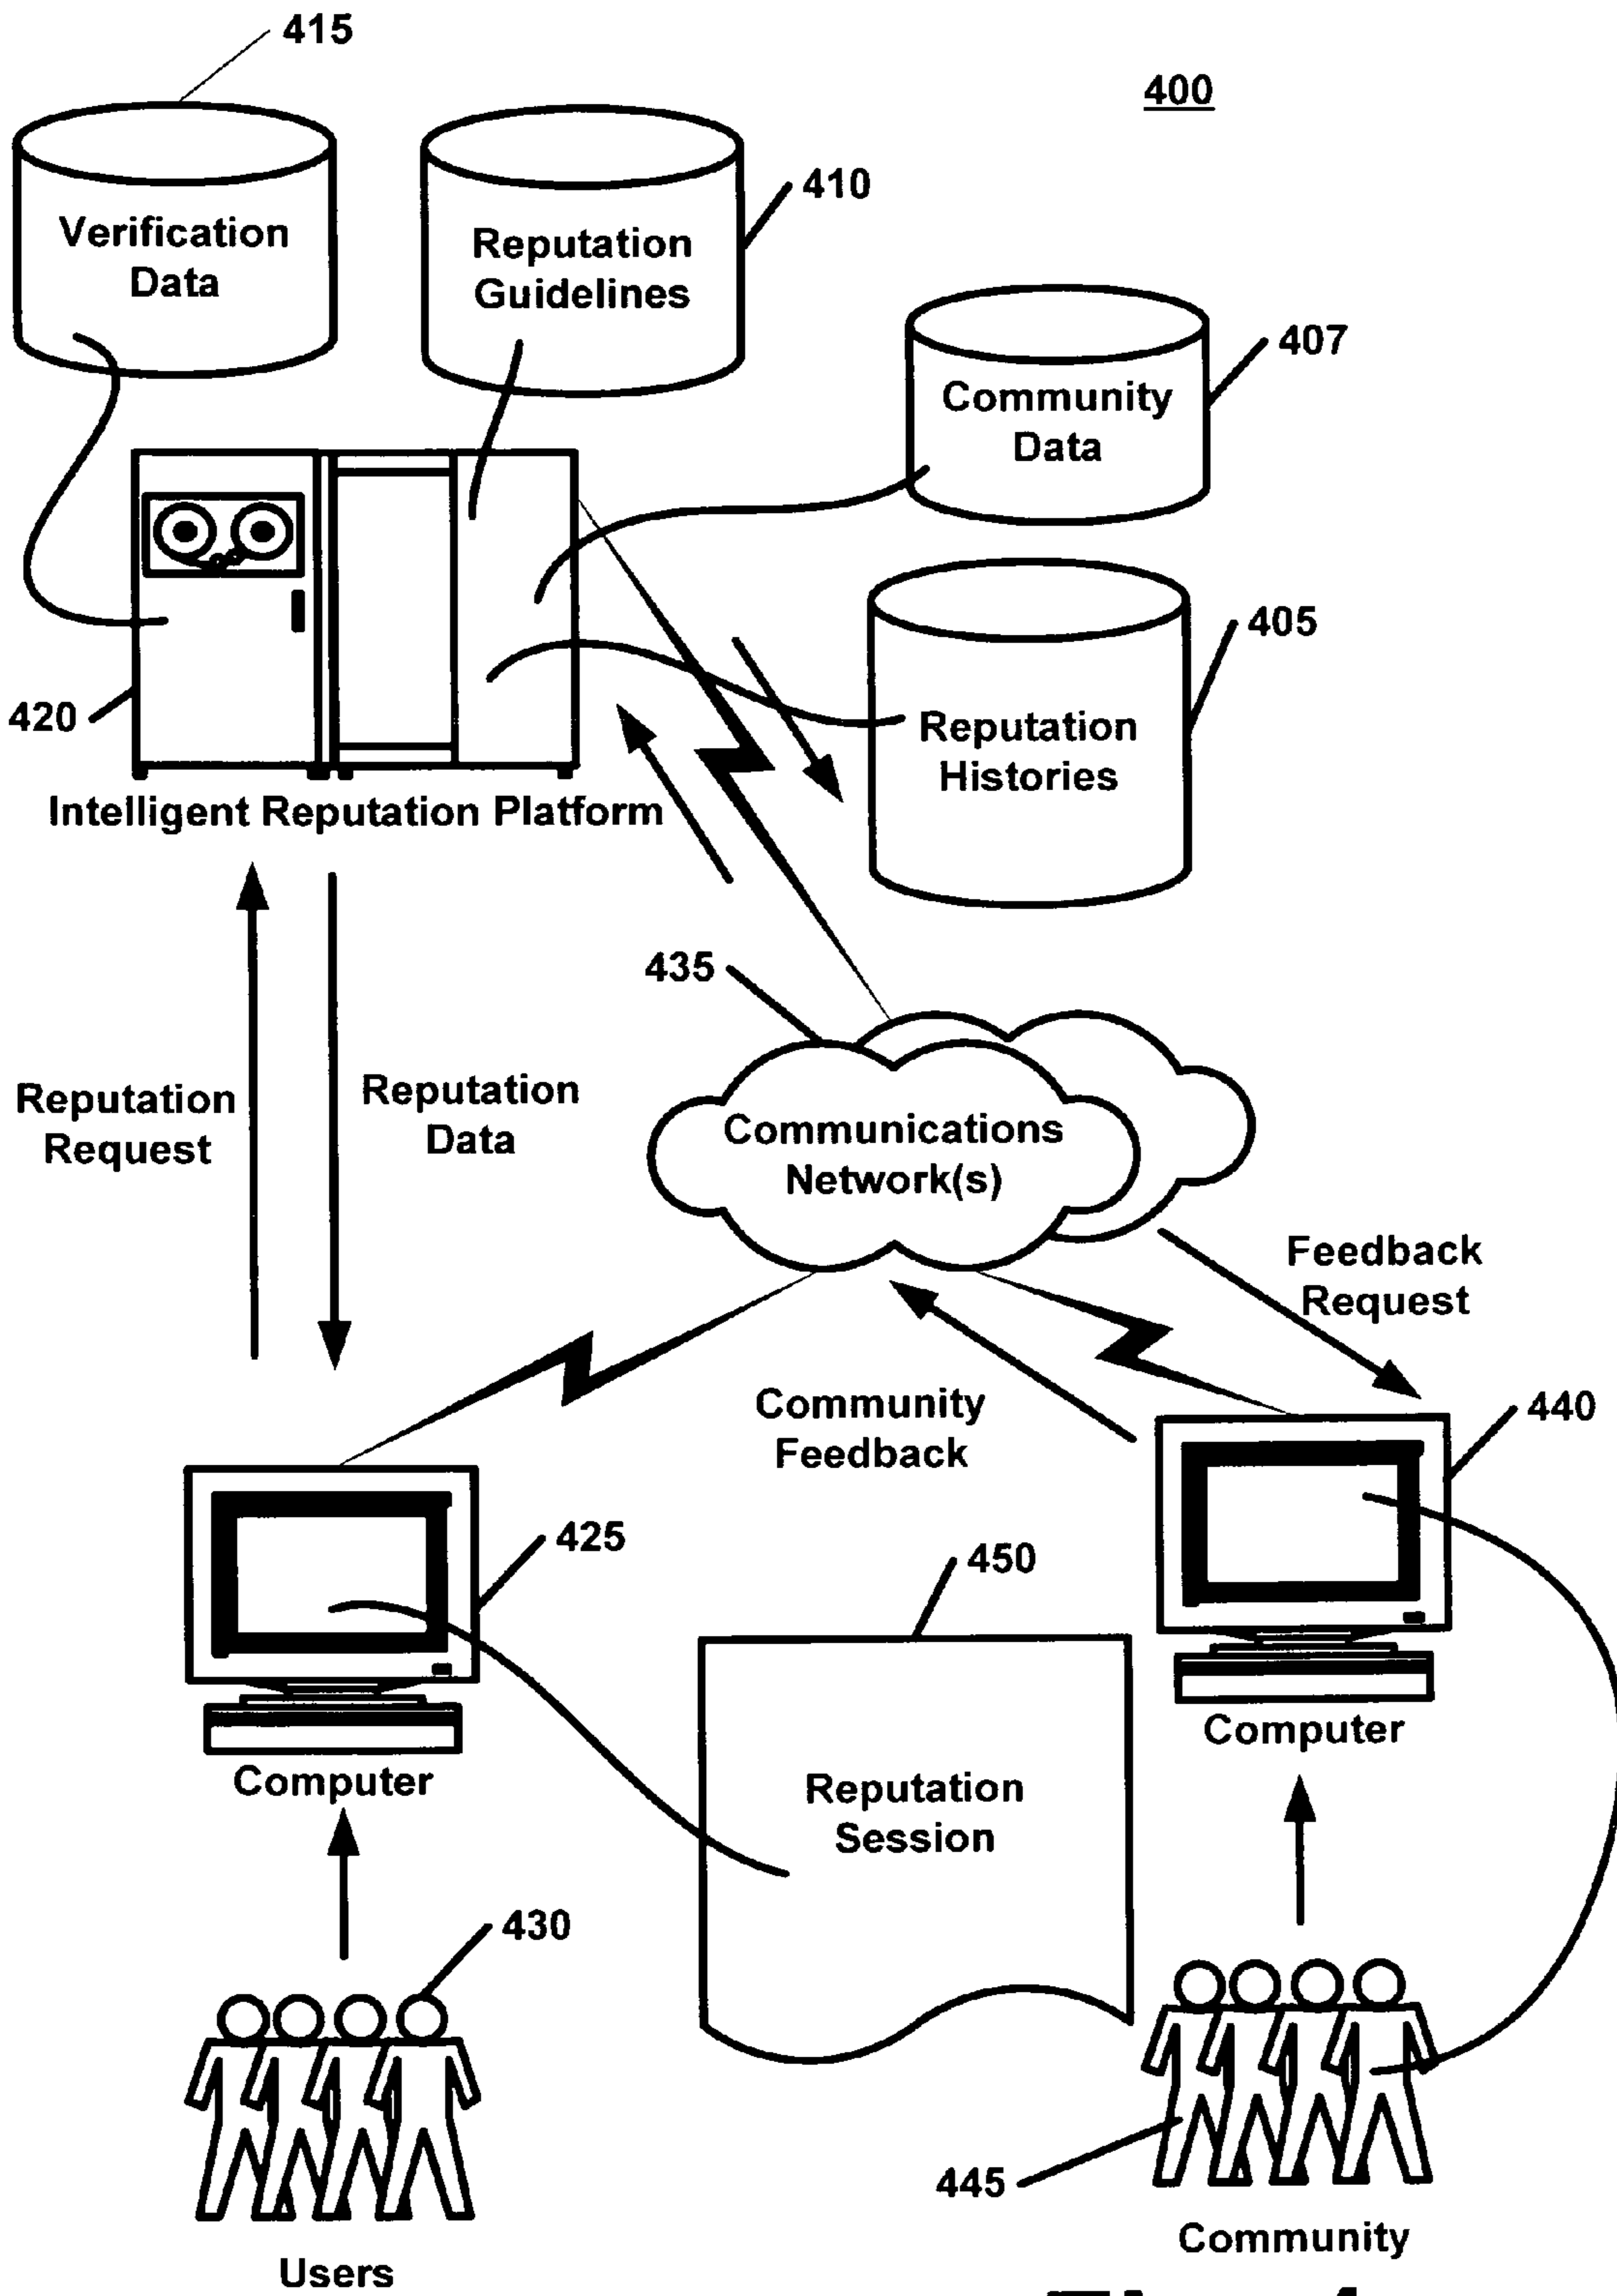 415
400
Verification
Data
410
Reputation
Guidelines
407
Community
Data
405
420
Reputation
Histories
Intelligent Reputation Platform
435
Reputation
Request
Reputation
Data
Communications
Network(s)
Feedback
Request
Community
Feedback
440
425
450
Computer
Computer
Reputation
Session
430
445
Community
Users